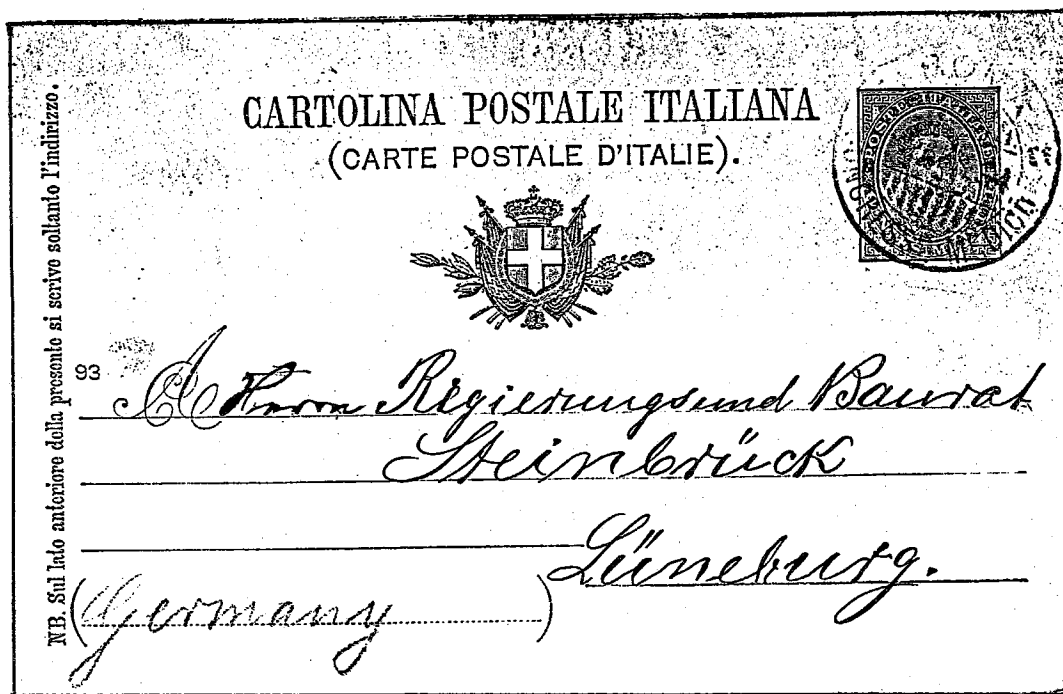 CARTOLINA POSTALE ITALIANA
(CARTE POSTALE D'ITALIE).
NB. Sul lato anteriore della presente si scrive soltando l'indirizzo.
93
A Herrn Regierungsund Baurat
Steinbrück
Lüneburg.
(Germany)